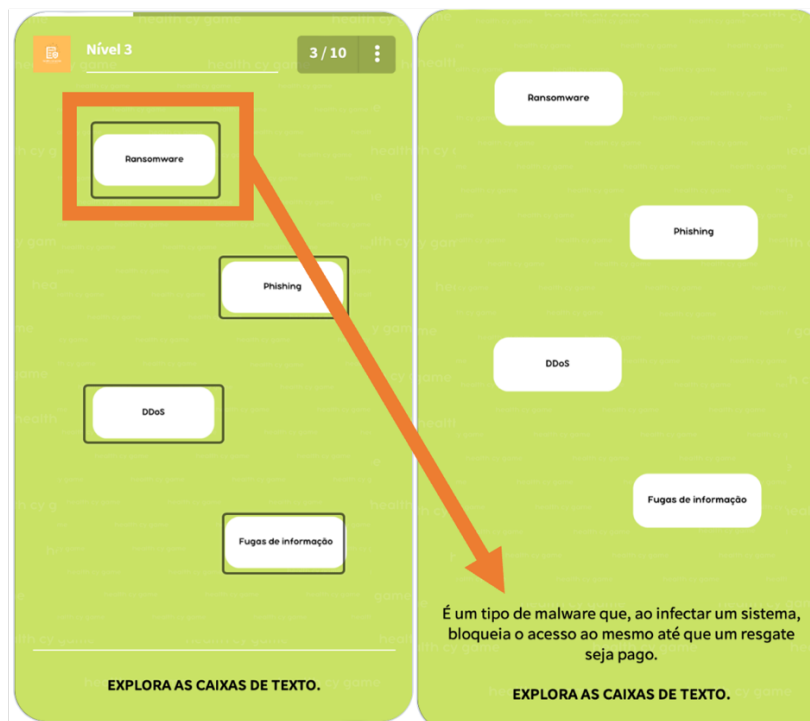 Nível 3
3 / 10
Ransomware
Phishing
DDoS
Fugas de informação
EXPLORA AS CAIXAS DE TEXTO.
Ransomware
Phishing
DDoS
Fugas de informação
É um tipo de malware que, ao infectar um sistema,
bloqueia o acesso ao mesmo até que um resgate
seja pago.
EXPLORA AS CAIXAS DE TEXTO.